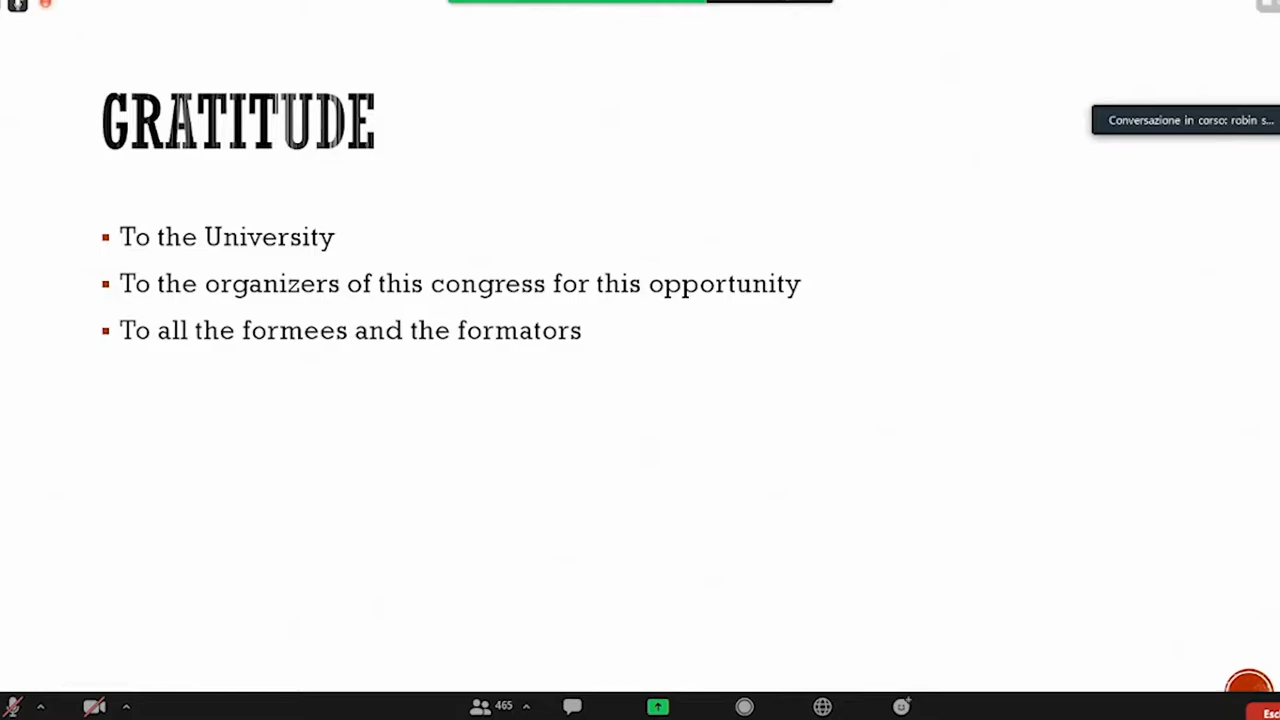 GRATITUDE
Conversazione in corso: robin s...
To the University
To the organizers of this congress for this opportunity
To all the formees and the formators
465
Esc